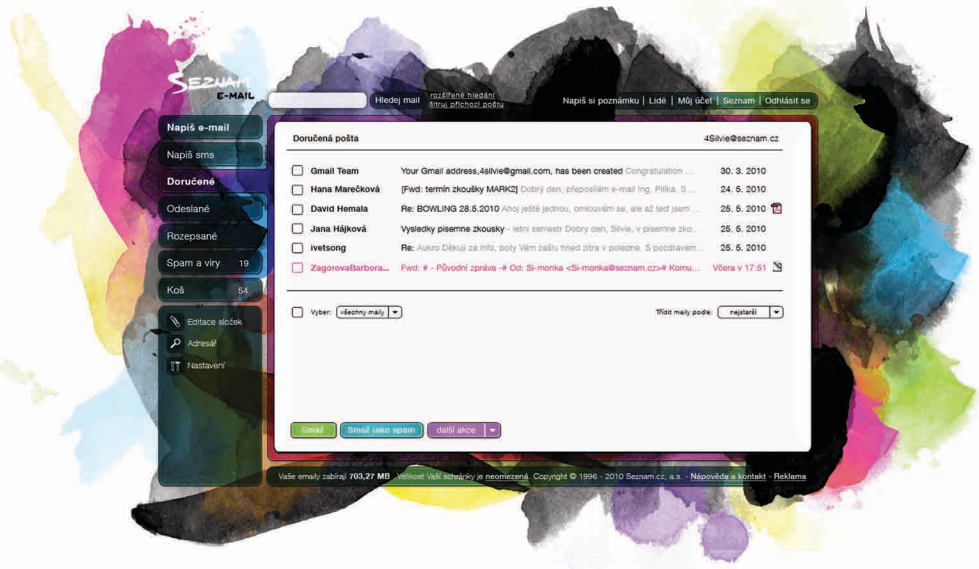 SEZNAM
E-MAIL
Hledej mail
rozšířené hledání
filtruj příchozí poštu
Napiš si poznámku | Lidé | Můj účet | Seznam | Odhlásit se
Napiš e-mail
Napiš sms
Doručené
Odeslané
Rozepsané
Spam a viry 19
Koš 54
Editace složek
Adresář
Nastavení
Doručená pošta 4Silvie@seznam.cz
Gmail Team Your Gmail address,4silvie@gmail.com, has been created Congratulation ... 30. 3. 2010
Hana Marečková [Fwd: termín zkoušky MARK2] Dobrý den, přeposílám e-mail Ing. Pilika. S ... 24. 5. 2010
David Hemala Re: BOWLING 28.5.2010 Ahoj ještě jednou, omlouvám se, ale až teď jsem ... 25. 5. 2010
Jana Hájková Vysledky pisemne zkousky - letni semestr Dobry den, Silvie, v pisemne zko... 25. 5. 2010
ivetsong Re: Aukro Děkuji za info, boty Vám zašlu hned zítra v poledne. S pozdravem... 25. 5. 2010
ZagorovaBarbora... Fwd: # - Původní zpráva -# Od: Si-monka <Si-monka@seznam.cz># Komu... Včera v 17:51
Vyber: všechny maily Třídit maily podle: nejstarší
Smaž Smaž jako spam další akce
Vaše emaily zabírají 703,27 MB Velikost Vaší schránky je neomezená. Copyright © 1996 - 2010 Seznam.cz, a.s. - Nápověda a kontakt - Reklama